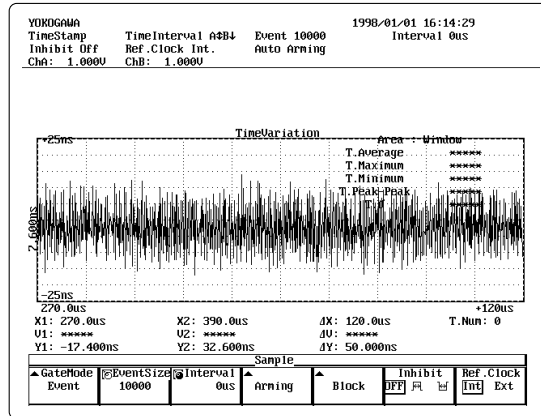 YOKOGAWA 1998/01/01 16:14:29
TimeStamp TimeInterval A↕B↓ Event 10000 Interval 0us
Inhibit Off Ref.Clock Int. Auto Arming
ChA: 1.000V ChB: 1.000V
TimeVariation
+25ns Area : Window
T.Average *****
T.Maximum *****
T.Minimum *****
T.Peak-Peak *****
T.σ *****
7.600ns
-25ns
270.0us +120us
X1: 270.0us X2: 390.0us ΔX: 120.0us T.Num: 0
V1: ***** V2: ***** ΔV: *****
Y1: -17.400ns Y2: 32.600ns ΔY: 50.000ns
Sample
GateMode EventSize Interval Inhibit Ref.Clock
Event 10000 0us Arming Block OFF Int Ext